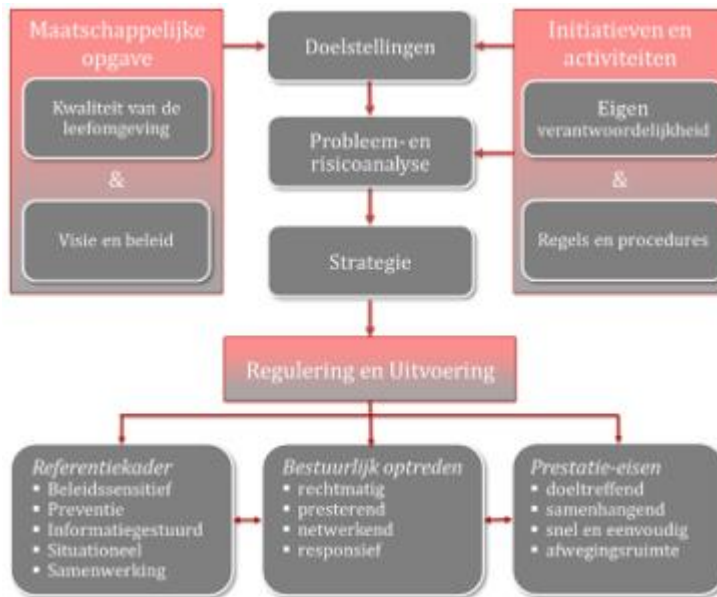 Maatschappelijke
opgave
Kwaliteit van de
leefomgeving
&
Visie en beleid
Doelstellingen
Probleem- en
risicoanalyse
Strategie
Initiatieven en
activiteiten
Eigen
verantwoordelijkheid
&
Regels en procedures
Regulering en Uitvoering
Referentiekader
▪ Beleidssensitief
▪ Preventie
▪ Informatiegestuurd
▪ Situationeel
▪ Samenwerking
Bestuurlijk optreden
▪ rechtmatig
▪ presterend
▪ netwerkend
▪ responsief
Prestatie-eisen
▪ doeltreffend
▪ samenhangend
▪ snel en eenvoudig
▪ afwegingsruimte